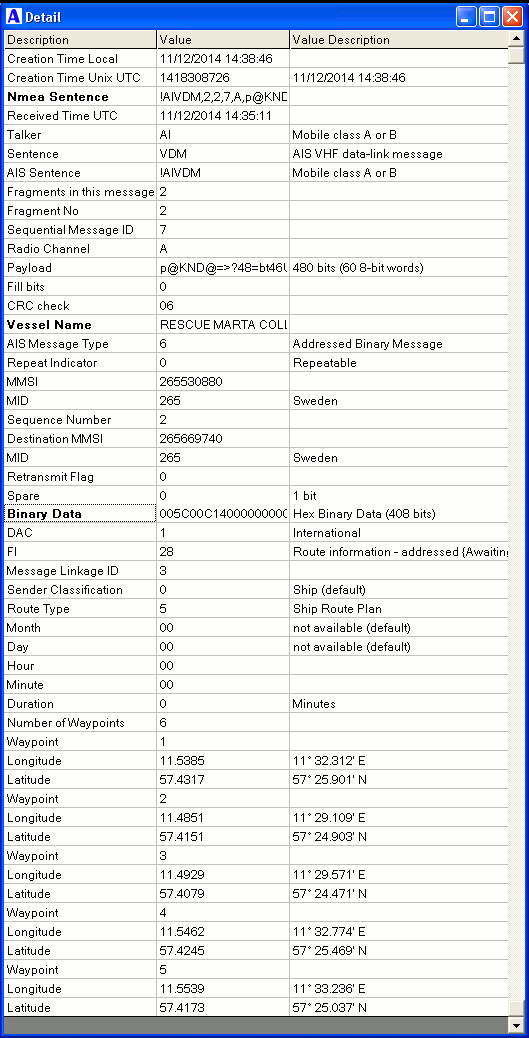 A Detail
Description Value Value Description
Creation Time Local 11/12/2014 14:38:46
Creation Time Unix UTC 1418308726 11/12/2014 14:38:46
Nmea Sentence !AIVDM,2,2,7,A,p@KND
Received Time UTC 11/12/2014 14:35:11
Talker AI Mobile class A or B
Sentence VDM AIS VHF data-link message
AIS Sentence !AIVDM Mobile class A or B
Fragments in this message 2
Fragment No 2
Sequential Message ID 7
Radio Channel A
Payload p@KND@=>?48=bt46U 480 bits (60 8-bit words)
Fill bits 0
CRC check 06
Vessel Name RESCUE MARTA COLL
AIS Message Type 6 Addressed Binary Message
Repeat Indicator 0 Repeatable
MMSI 265530880
MID 265 Sweden
Sequence Number 2
Destination MMSI 265669740
MID 265 Sweden
Retransmit Flag 0
Spare 0 1 bit
Binary Data 005C00C14000000000 Hex Binary Data (408 bits)
DAC 1 International
FI 28 Route information - addressed {Awaiting
Message Linkage ID 3
Sender Classification 0 Ship (default)
Route Type 5 Ship Route Plan
Month 00 not available (default)
Day 00 not available (default)
Hour 00
Minute 00
Duration 0 Minutes
Number of Waypoints 6
Waypoint 1
Longitude 11.5385 11° 32.312' E
Latitude 57.4317 57° 25.901' N
Waypoint 2
Longitude 11.4851 11° 29.109' E
Latitude 57.4151 57° 24.903' N
Waypoint 3
Longitude 11.4929 11° 29.571' E
Latitude 57.4079 57° 24.471' N
Waypoint 4
Longitude 11.5462 11° 32.774' E
Latitude 57.4245 57° 25.469' N
Waypoint 5
Longitude 11.5539 11° 33.236' E
Latitude 57.4173 57° 25.037' N